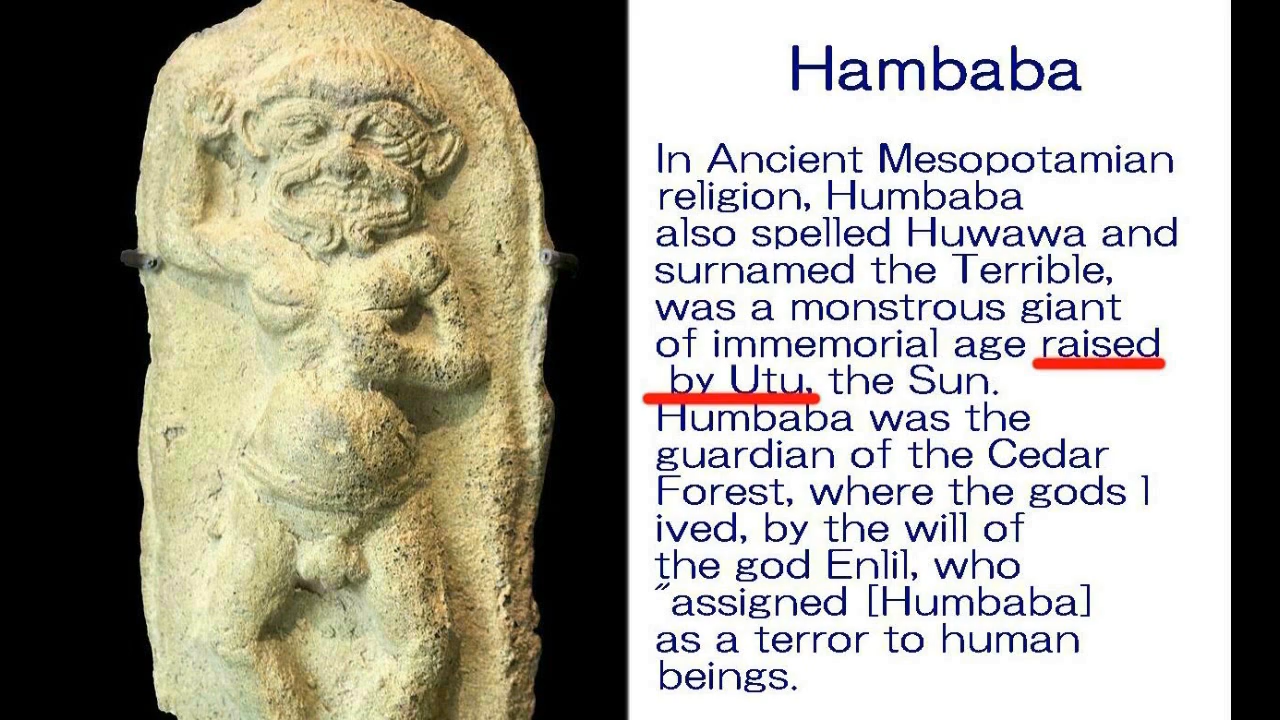 Hambaba
In Ancient Mesopotamian
religion, Humbaba
also spelled Huwawa and
surnamed the Terrible,
was a monstrous giant
of immemorial age raised
by Utu, the Sun.
Humbaba was the
guardian of the Cedar
Forest, where the gods l
ived, by the will of
the god Enlil, who
"assigned [Humbaba]
as a terror to human
beings.